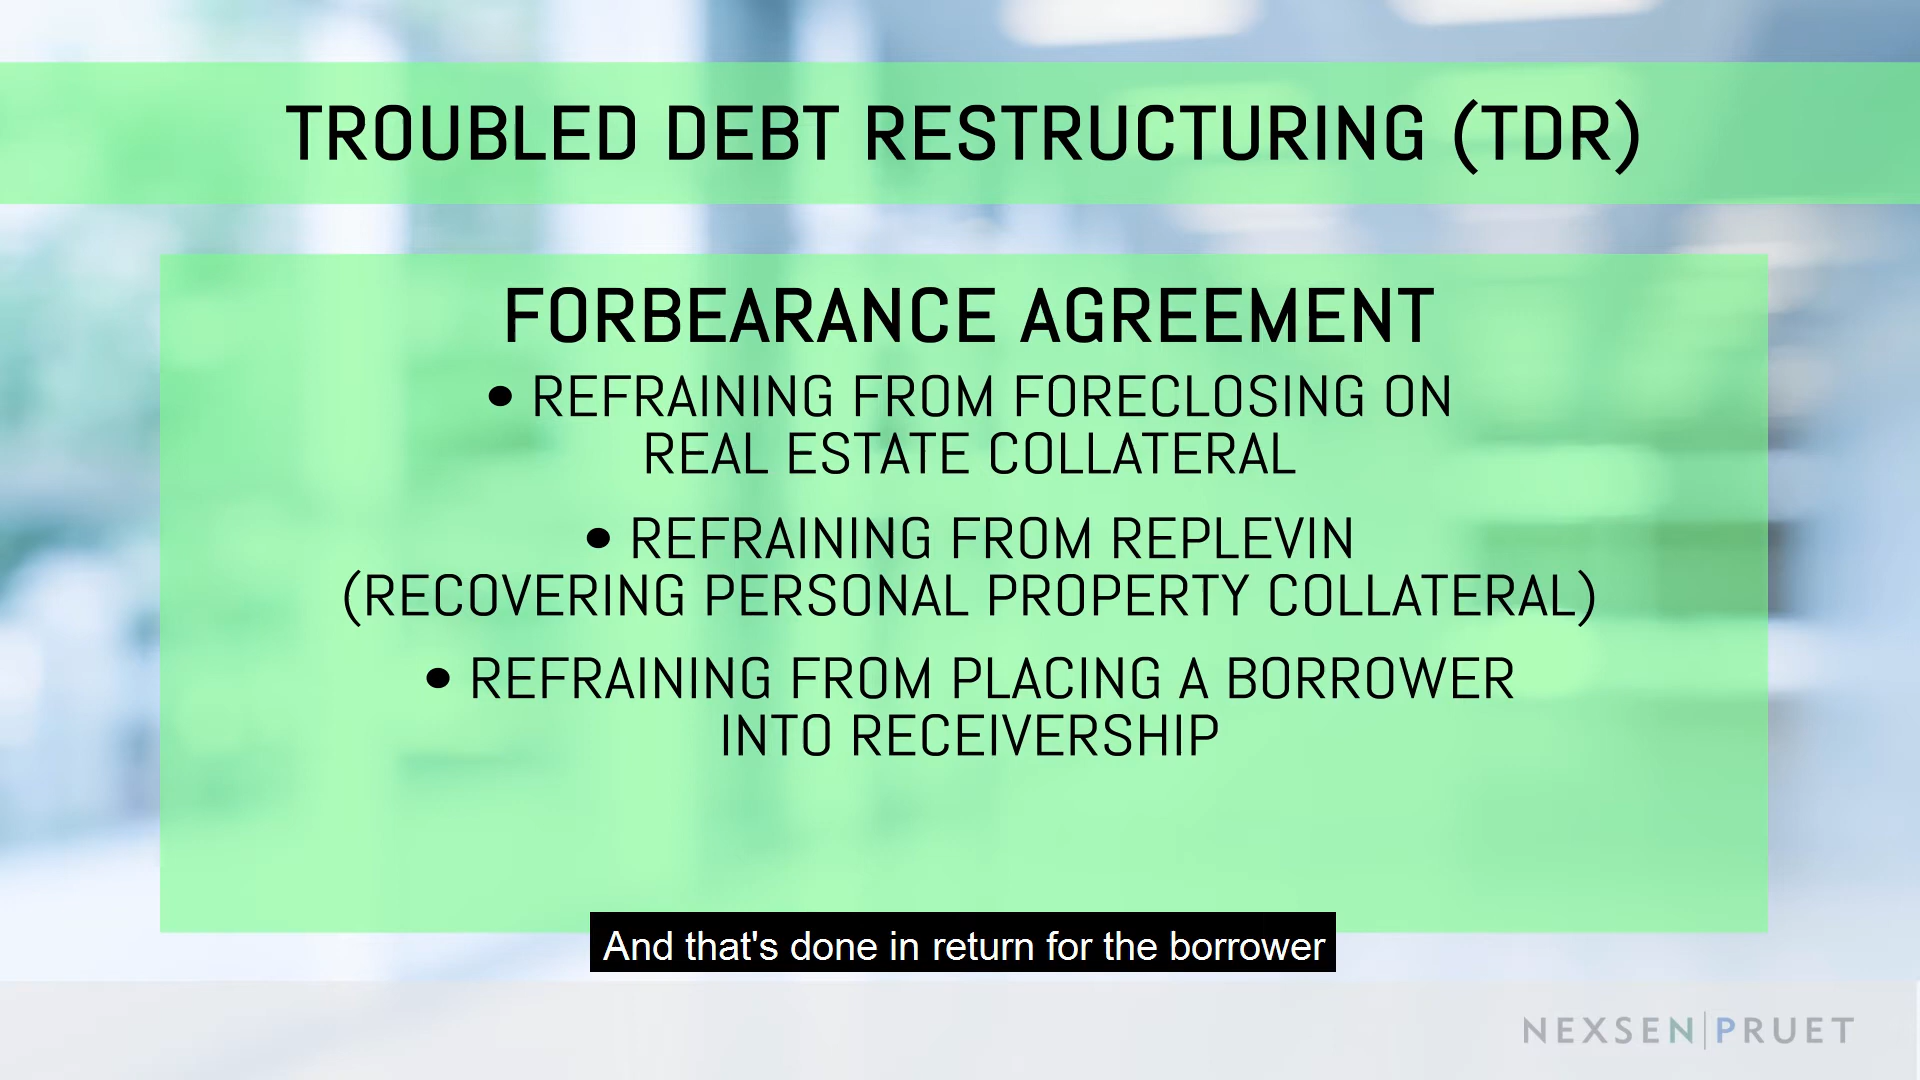 TROUBLED DEBT RESTRUCTURING (TDR)
FORBEARANCE AGREEMENT
• REFRAINING FROM FORECLOSING ON
REAL ESTATE COLLATERAL
• REFRAINING FROM REPLEVIN
(RECOVERING PERSONAL PROPERTY COLLATERAL)
• REFRAINING FROM PLACING A BORROWER
INTO RECEIVERSHIP
And that's done in return for the borrower
NEXSEN|PRUET